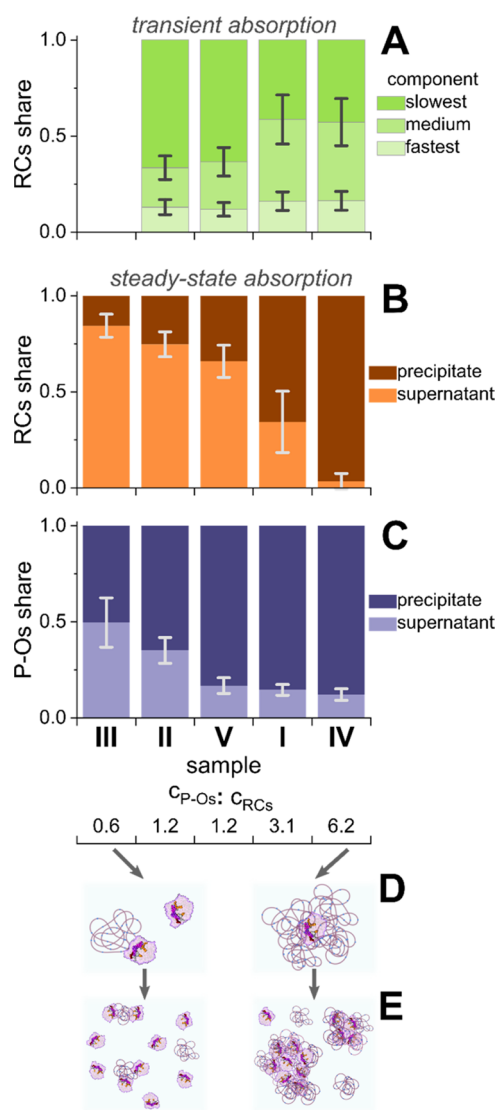 transient absorption
A
RCs share
1.0
0.5
0.0
component
slowest
medium
fastest
steady-state absorption
B
RCs share
1.0
0.5
0.0
precipitate
supernatant
C
P-Os share
1.0
0.5
0.0
precipitate
supernatant
III II V I IV
sample
cP-Os: cRCs
0.6 1.2 1.2 3.1 6.2
D
E